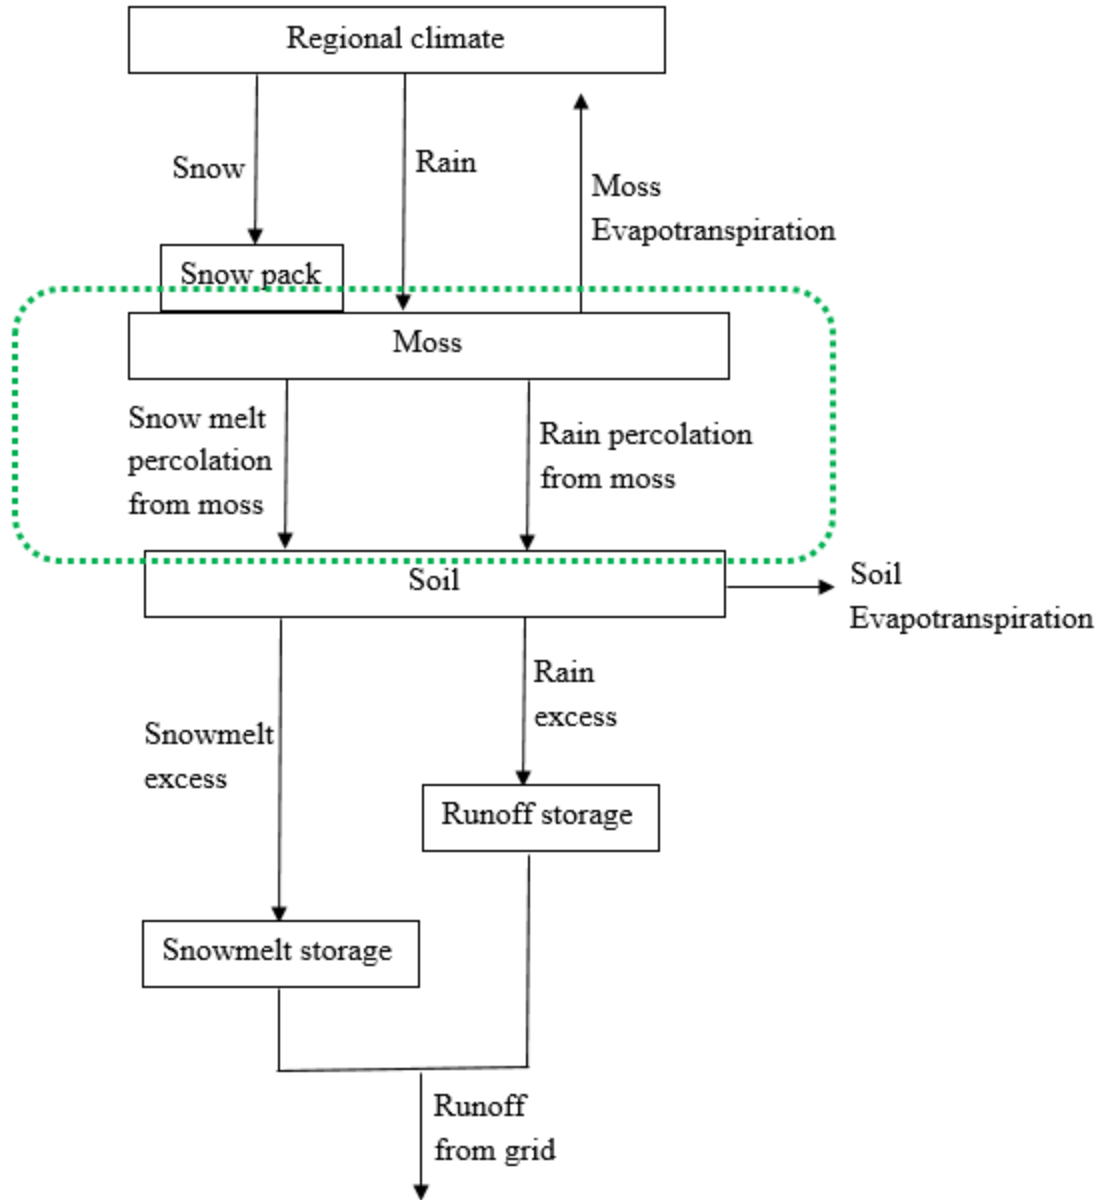 Regional climate
Snow
Rain
Moss
Evapotranspiration
Snow pack
Moss
Snow melt
percolation
from moss
Rain percolation
from moss
Soil
Soil
Evapotranspiration
Rain
excess
Snowmelt
excess
Runoff storage
Snowmelt storage
Runoff
from grid